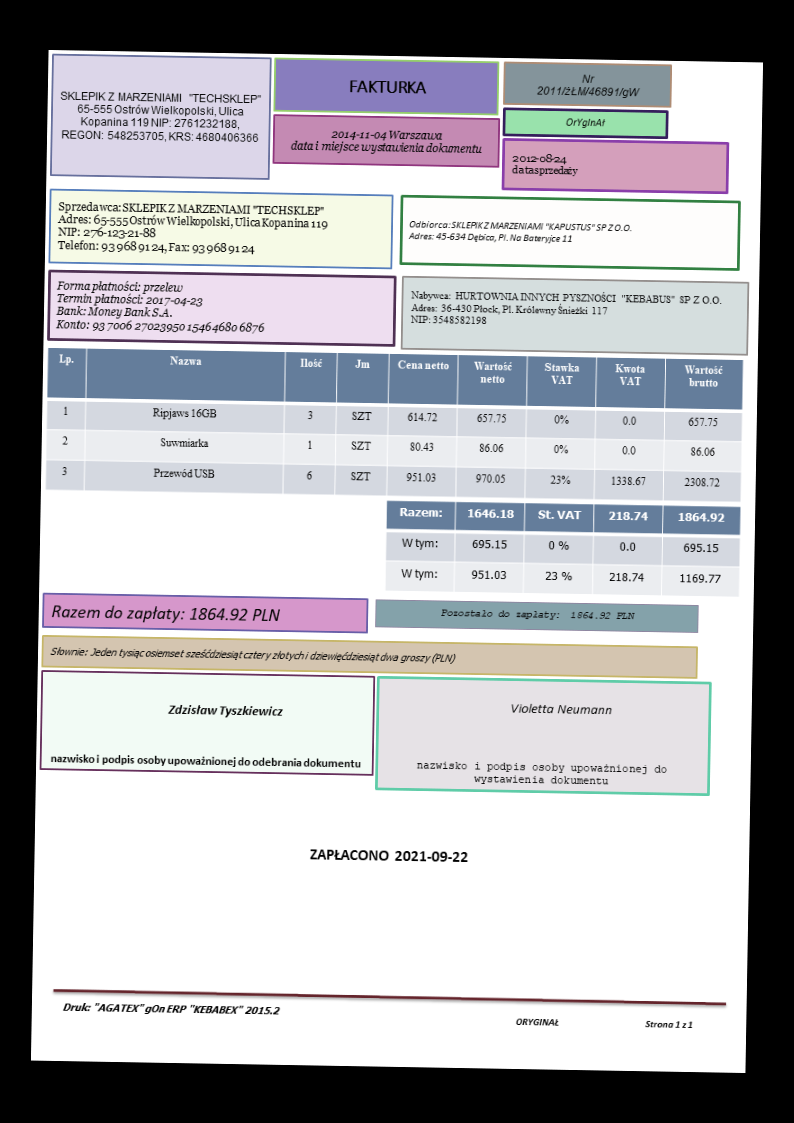 SKLEPIK Z MARZENIAMI "TECHSKLEP"
65-555 Ostrów Wielkopolski, Ulica
Kopanina 119 NIP: 2761232188,
REGON: 548253705, KRS: 4680406366
FAKTURKA
2014-11-04 Warszawa
data i miejsce wystawienia dokumentu
Nr
2011/żŁM/46891/gW
OrYgInAł
2012-08-24
datasprzedaży
Sprzedawca: SKLEPIK Z MARZENIAMI "TECHSKLEP"
Adres: 65-555 Ostrów Wielkopolski, Ulica Kopanina 119
NIP: 276-123-21-88
Telefon: 93 968 91 24, Fax: 93 968 91 24
Odbiorca: SKLEPIK Z MARZENIAMI "KAPUSTUS" SP Z O.O.
Adres: 45-634 Dębica, Pl. Na Bateryjce 11
Forma płatności: przelew
Termin płatności: 2017-04-23
Bank: Money Bank S.A.
Konto: 93 7006 27023950 1546 4680 6876
Nabywca: HURTOWNIA INNYCH PYSZNOŚCI "KEBABUS" SP Z O.O.
Adres: 36-430 Płock, Pl. Królewny Śnieżki 117
NIP: 3548582198
Lp. Nazwa Ilość Jm Cena netto Wartość netto Stawka VAT Kwota VAT Wartość brutto
1 Ripjaws 16GB 3 SZT 614.72 657.75 0% 0.0 657.75
2 Suwmiarka 1 SZT 80.43 86.06 0% 0.0 86.06
3 Przewód USB 6 SZT 951.03 970.05 23% 1338.67 2308.72
Razem: 1646.18 St. VAT 218.74 1864.92
W tym: 695.15 0 % 0.0 695.15
W tym: 951.03 23 % 218.74 1169.77
Razem do zapłaty: 1864.92 PLN
Pozostało do zapłaty: 1864.92 PLN
Słownie: Jeden tysiąc osiemset sześćdziesiąt cztery złotych i dziewięćdziesiąt dwa groszy (PLN)
Zdzisław Tyszkiewicz
nazwisko i podpis osoby upoważnionej do odebrania dokumentu
Violetta Neumann
nazwisko i podpis osoby upoważnionej do
wystawienia dokumentu
ZAPŁACONO 2021-09-22
Druk: "AGATEX" gOn ERP "KEBABEX" 2015.2
ORYGINAŁ
Strona 1 z 1